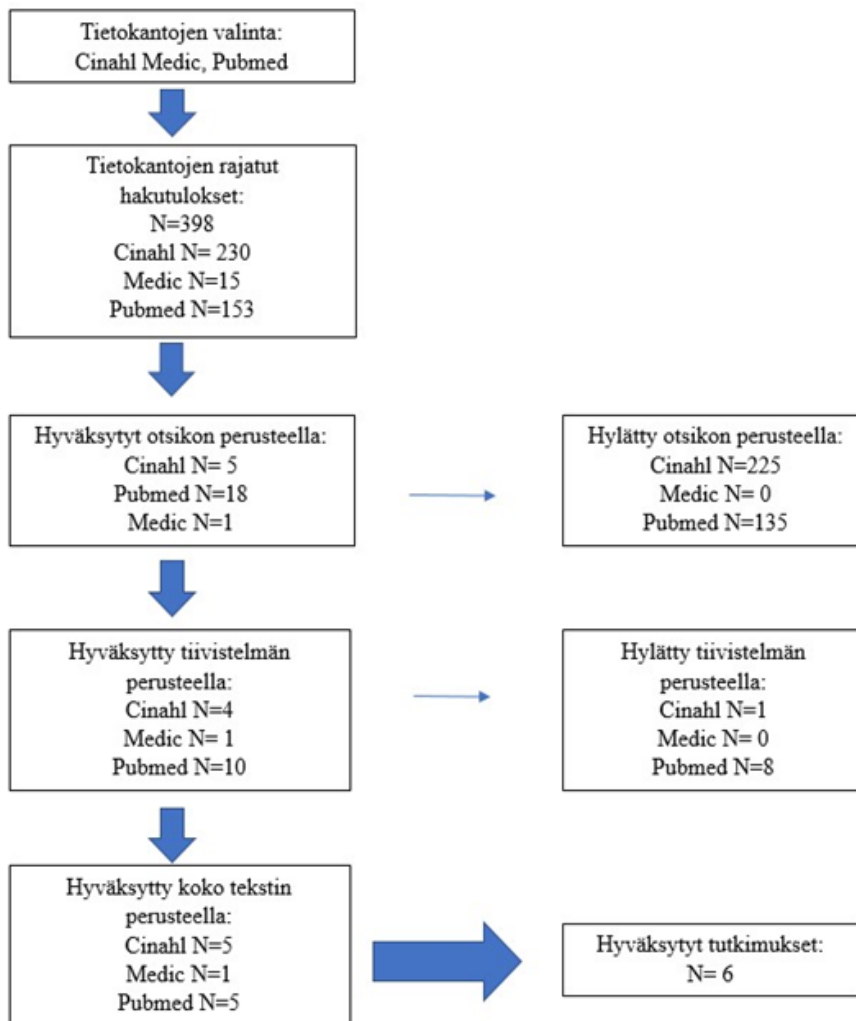 Tietokantojen valinta:
Cinahl Medic, Pubmed
Tietokantojen rajatut
hakutulokset:
N=398
Cinahl N= 230
Medic N=15
Pubmed N=153
Hyväksytyt otsikon perusteella:
Cinahl N= 5
Pubmed N=18
Medic N=1
Hylätty otsikon perusteella:
Cinahl N=225
Medic N= 0
Pubmed N=135
Hyväksytty tiivistelmän
perusteella:
Cinahl N=4
Medic N= 1
Pubmed N=10
Hylätty tiivistelmän
perusteella:
Cinahl N=1
Medic N= 0
Pubmed N=8
Hyväksytty koko tekstin
perusteella:
Cinahl N=5
Medic N=1
Pubmed N=5
Hyväksytyt tutkimukset:
N= 6